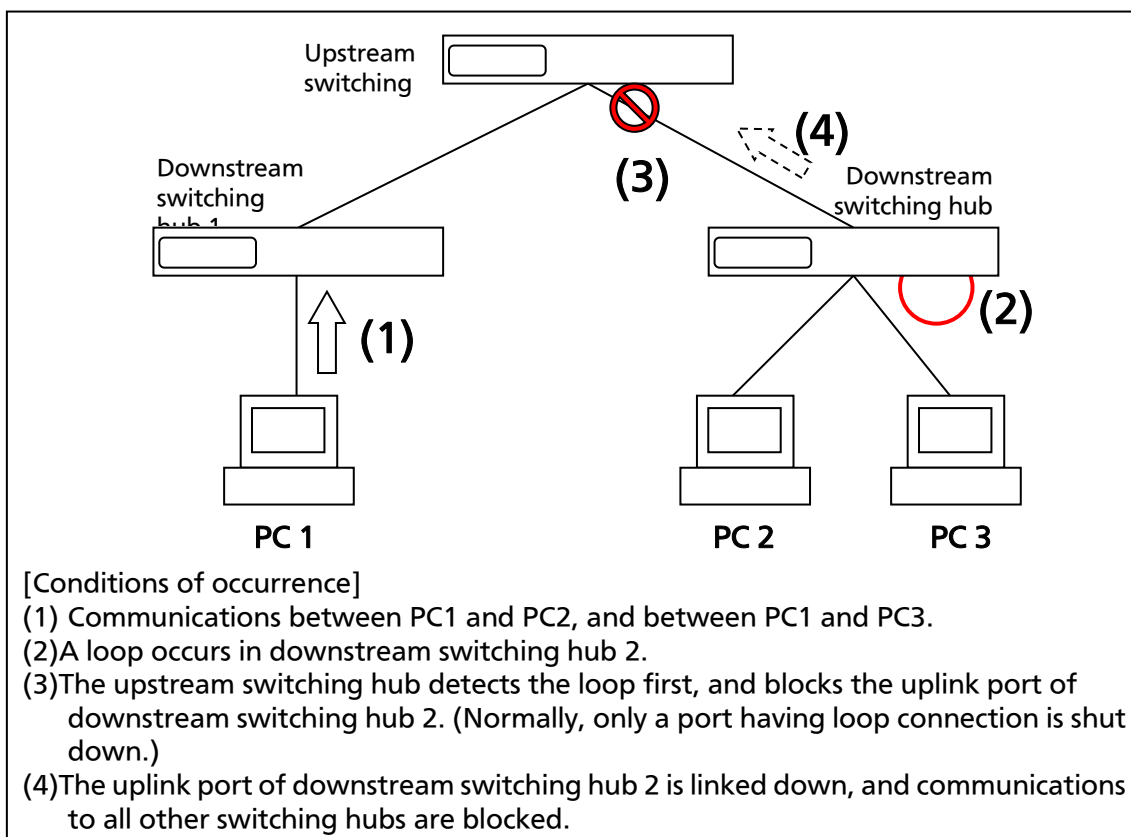 Upstream
switching
(4)
(3)
Downstream
switching
hub 1
Downstream
switching hub
(2)
(1)
PC 1
PC 2
PC 3
[Conditions of occurrence]
(1) Communications between PC1 and PC2, and between PC1 and PC3.
(2)A loop occurs in downstream switching hub 2.
(3)The upstream switching hub detects the loop first, and blocks the uplink port of
downstream switching hub 2. (Normally, only a port having loop connection is shut
down.)
(4)The uplink port of downstream switching hub 2 is linked down, and communications
to all other switching hubs are blocked.